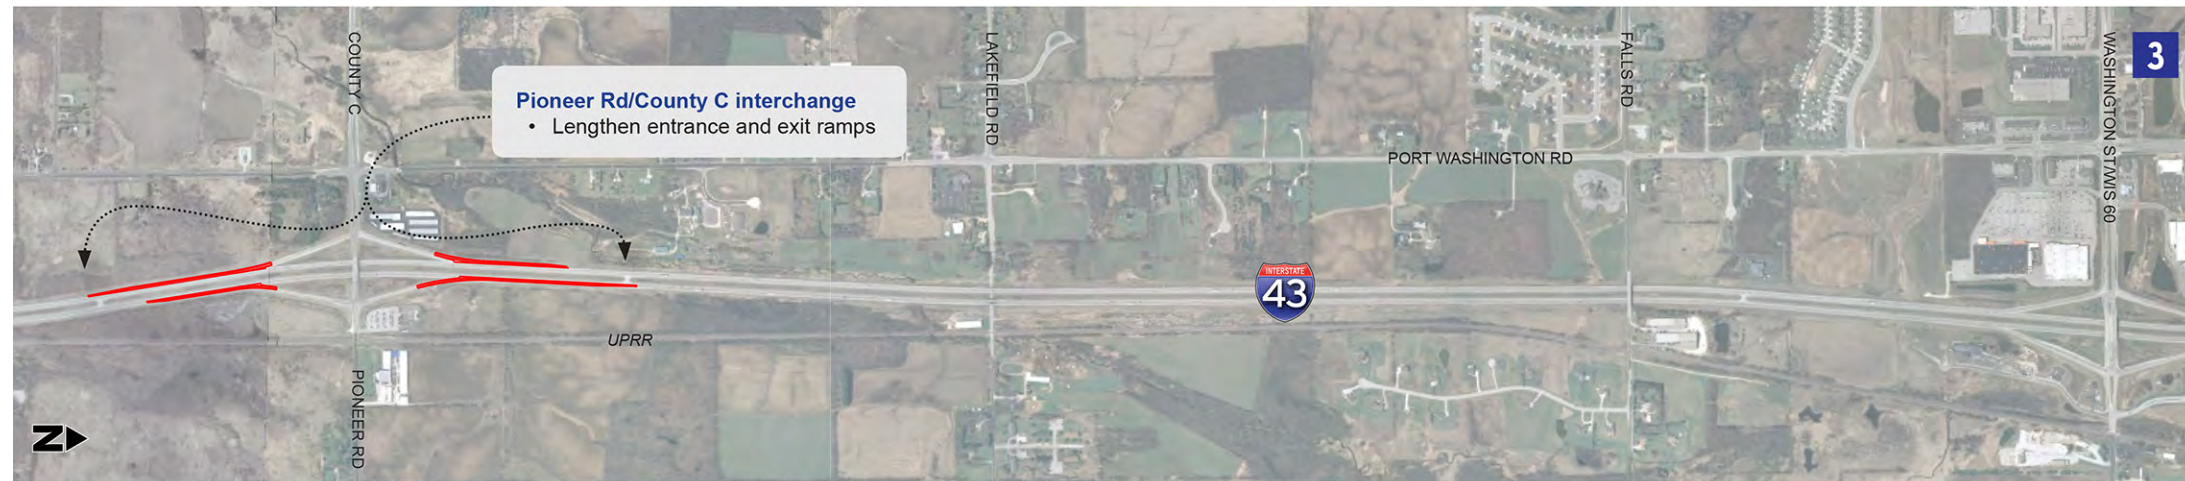 COUNTY C
LAKEFIELD RD
FALLS RD
WASHINGTON ST/WIS 60
3
Pioneer Rd/County C interchange
• Lengthen entrance and exit ramps
PORT WASHINGTON RD
INTERSTATE
43
UPRR
PIONEER RD
N